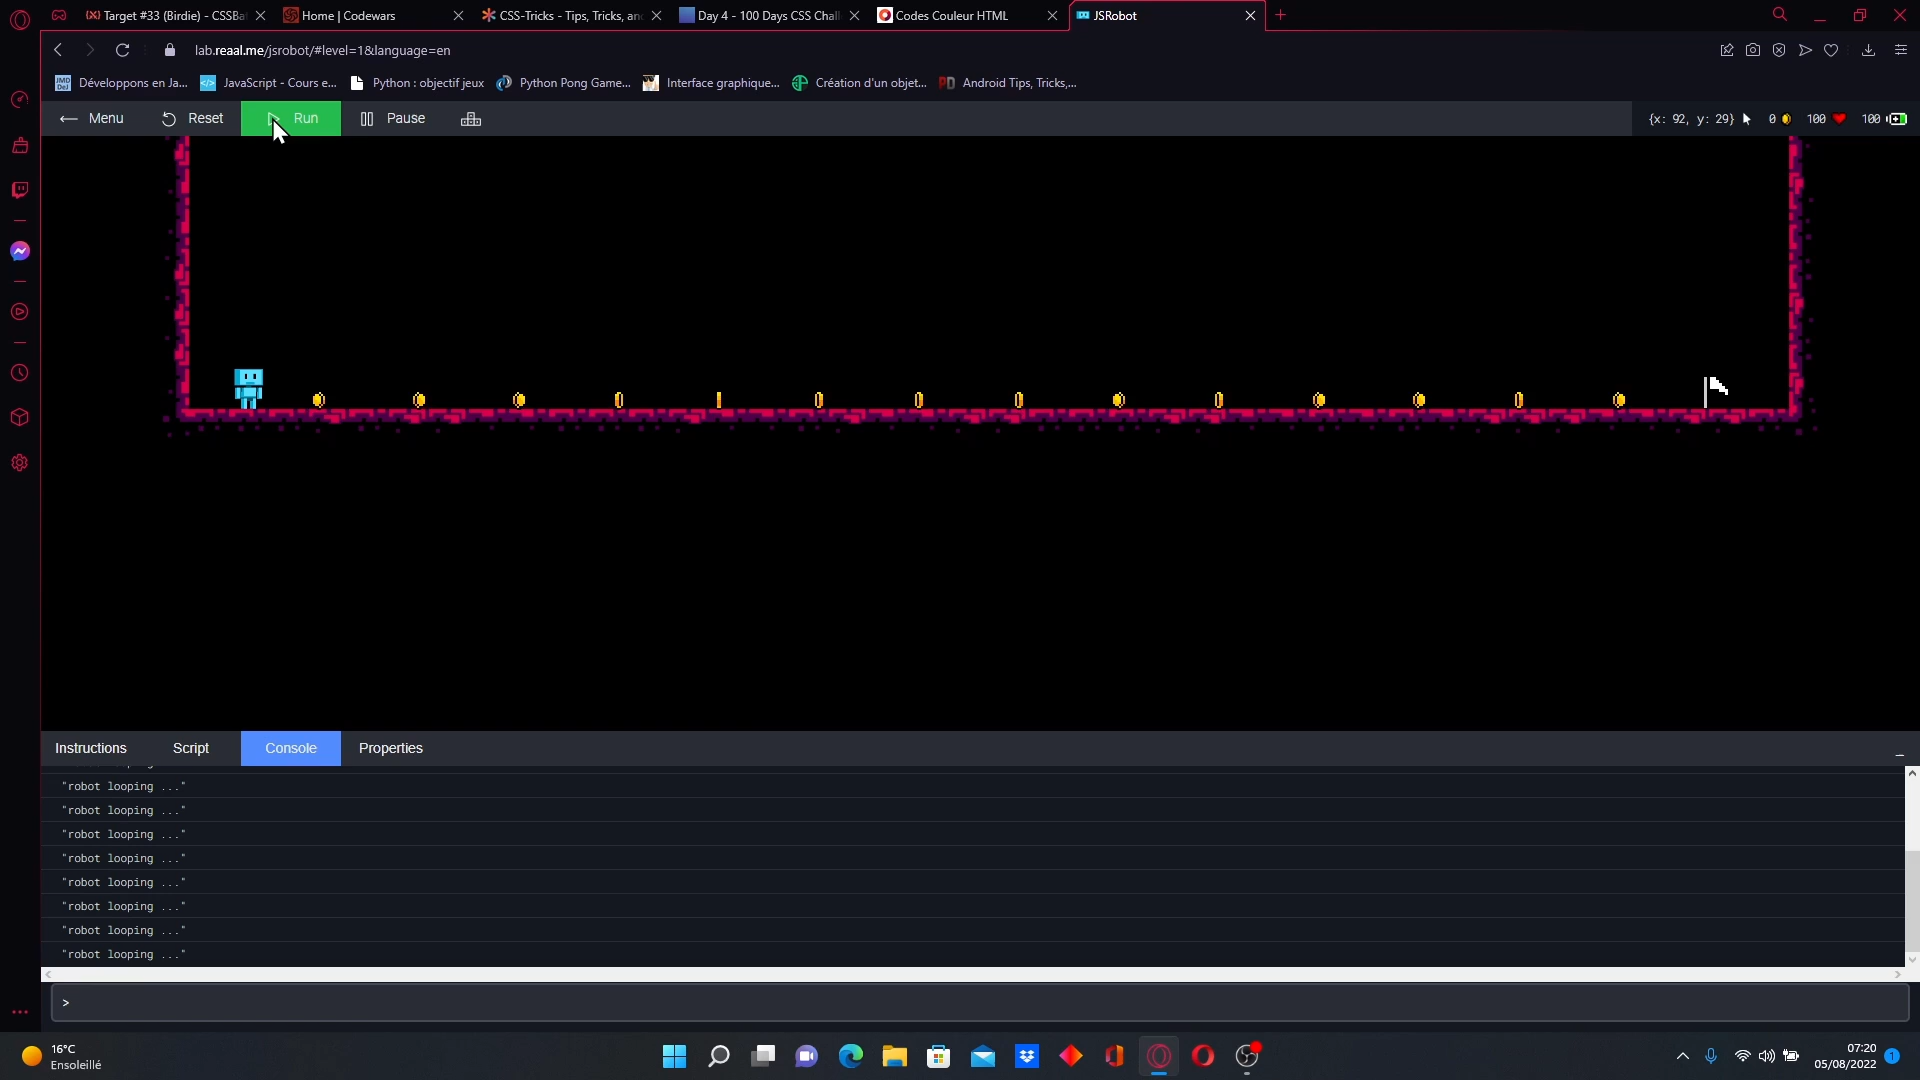 Target #33 (Birdie) - CSSBa
Home | Codewars
CSS-Tricks - Tips, Tricks, an
Day 4 - 100 Days CSS Chall
Codes Couleur HTML
JSRobot
lab.reaal.me/jsrobot/#level=1&language=en
Développons en Ja...
JavaScript - Cours e...
Python : objectif jeux
Python Pong Game...
Interface graphique...
Création d'un objet...
Android Tips, Tricks,...
Menu
Reset
Run
Pause
{x: 92, y: 29}
0
100
100
Instructions
Script
Console
Properties
"robot looping ..."
"robot looping ..."
"robot looping ..."
"robot looping ..."
"robot looping ..."
"robot looping ..."
"robot looping ..."
"robot looping ..."
>
16°C
Ensoleillé
07:20
05/08/2022
1